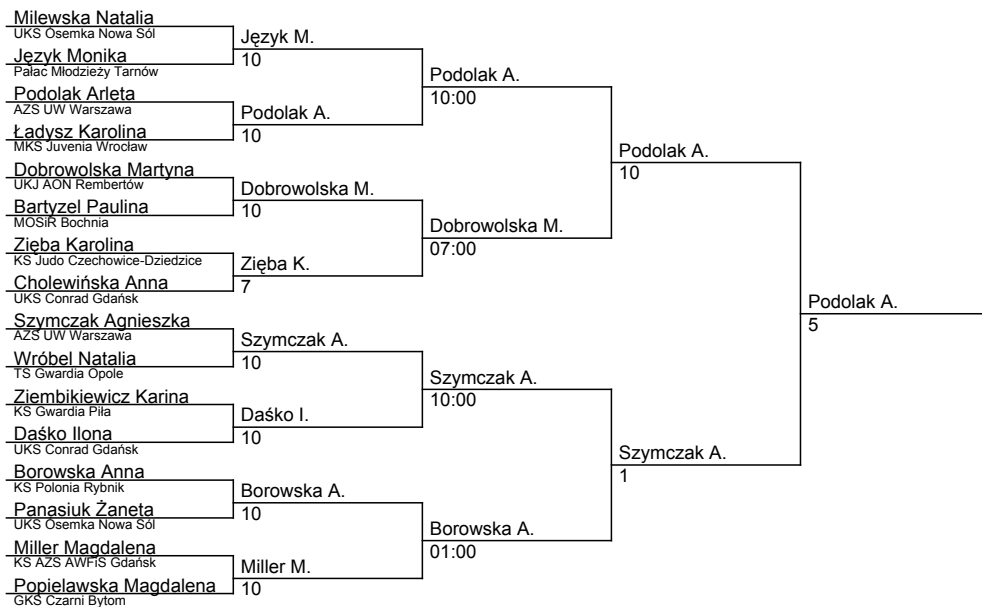 Milewska Natalia
UKS Ósemka Nowa Sól
Język Monika
Pałac Młodzieży Tarnów
Podolak Arleta
AZS UW Warszawa
Ładysz Karolina
MKS Juvenia Wrocław
Dobrowolska Martyna
UKJ AON Rembertów
Bartyzel Paulina
MOSiR Bochnia
Zięba Karolina
KS Judo Czechowice-Dziedzice
Cholewińska Anna
UKS Conrad Gdańsk
Szymczak Agnieszka
AZS UW Warszawa
Wróbel Natalia
TS Gwardia Opole
Ziembikiewicz Karina
KS Gwardia Piła
Daśko Ilona
UKS Conrad Gdańsk
Borowska Anna
KS Polonia Rybnik
Panasiuk Żaneta
UKS Ósemka Nowa Sól
Miller Magdalena
KS AZS AWFiS Gdańsk
Popielawska Magdalena
GKS Czarni Bytom
Język M.
10
Podolak A.
10
Dobrowolska M.
10
Zięba K.
7
Szymczak A.
10
Daśko I.
10
Borowska A.
10
Miller M.
10
Podolak A.
10:00
Dobrowolska M.
07:00
Szymczak A.
10:00
Borowska A.
01:00
Podolak A.
10
Szymczak A.
1
Podolak A.
5